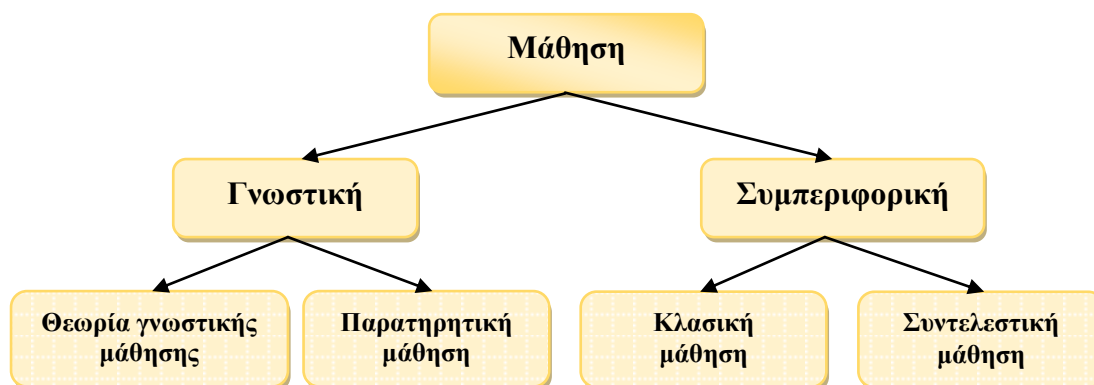 Μάθηση
Γνωστική
Συμπεριφορική
Θεωρία γνωστικής
μάθησης
Παρατηρητική
μάθηση
Κλασική
μάθηση
Συντελεστική
μάθηση